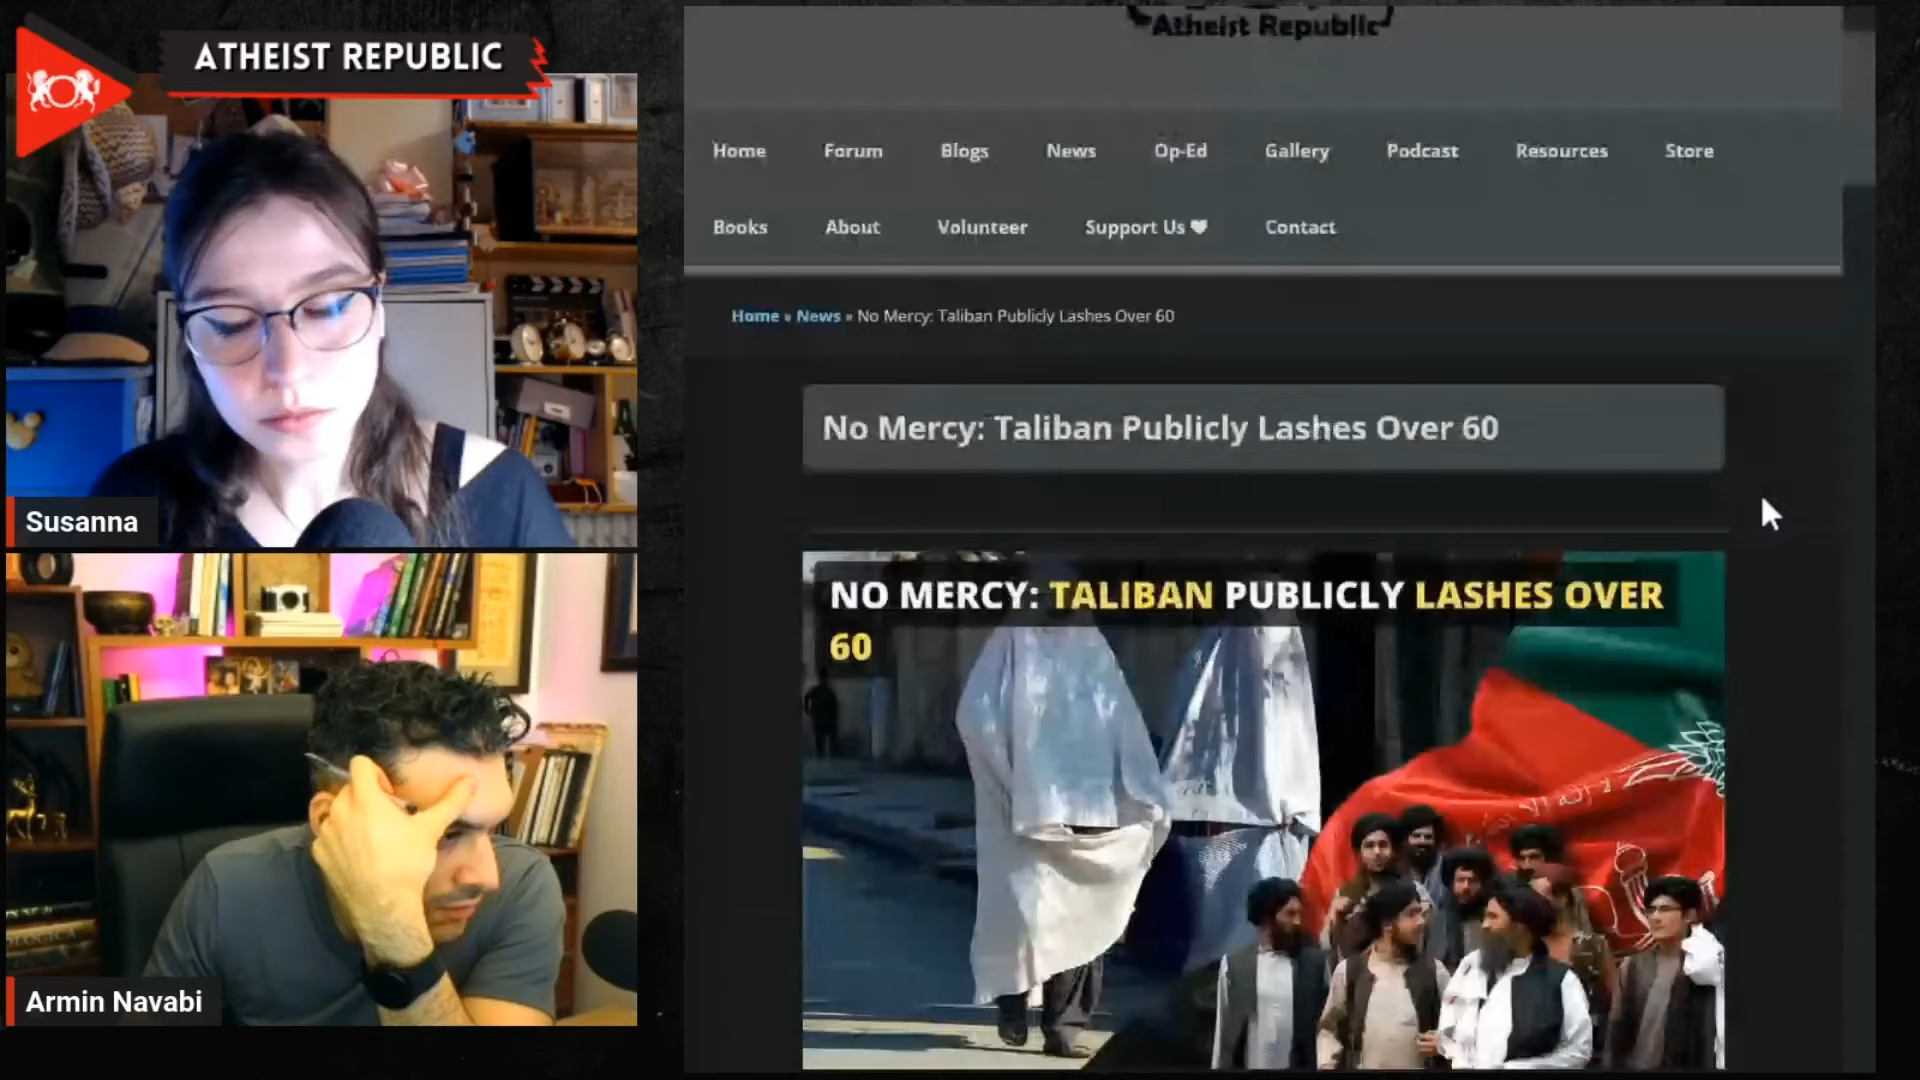 ATHEIST REPUBLIC
Susanna
Armin Navabi
Atheist Republic
Home Forum Blogs News Op-Ed Gallery Podcast Resources Store
Books About Volunteer Support Us Contact
Home » News » No Mercy: Taliban Publicly Lashes Over 60
No Mercy: Taliban Publicly Lashes Over 60
NO MERCY: TALIBAN PUBLICLY LASHES OVER
60